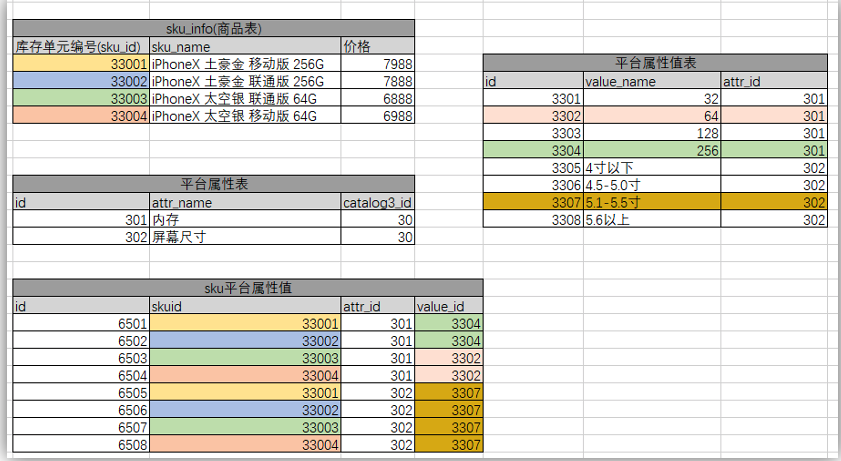 sku_info(商品表)
库存单元编号(sku_id) sku_name 价格
33001 iPhoneX 土豪金 移动版 256G 7988
33002 iPhoneX 土豪金 联通版 256G 7888
33003 iPhoneX 太空银 联通版 64G 6888
33004 iPhoneX 太空银 移动版 64G 6988
平台属性值表
id value_name attr_id
3301 32 301
3302 64 301
3303 128 301
3304 256 301
3305 4寸以下 302
3306 4.5-5.0寸 302
3307 5.1-5.5寸 302
3308 5.6以上 302
平台属性表
id attr_name catalog3_id
301 内存 30
302 屏幕尺寸 30
sku平台属性值
id skuid attr_id value_id
6501 33001 301 3304
6502 33002 301 3304
6503 33003 301 3302
6504 33004 301 3302
6505 33001 302 3307
6506 33002 302 3307
6507 33003 302 3307
6508 33004 302 3307